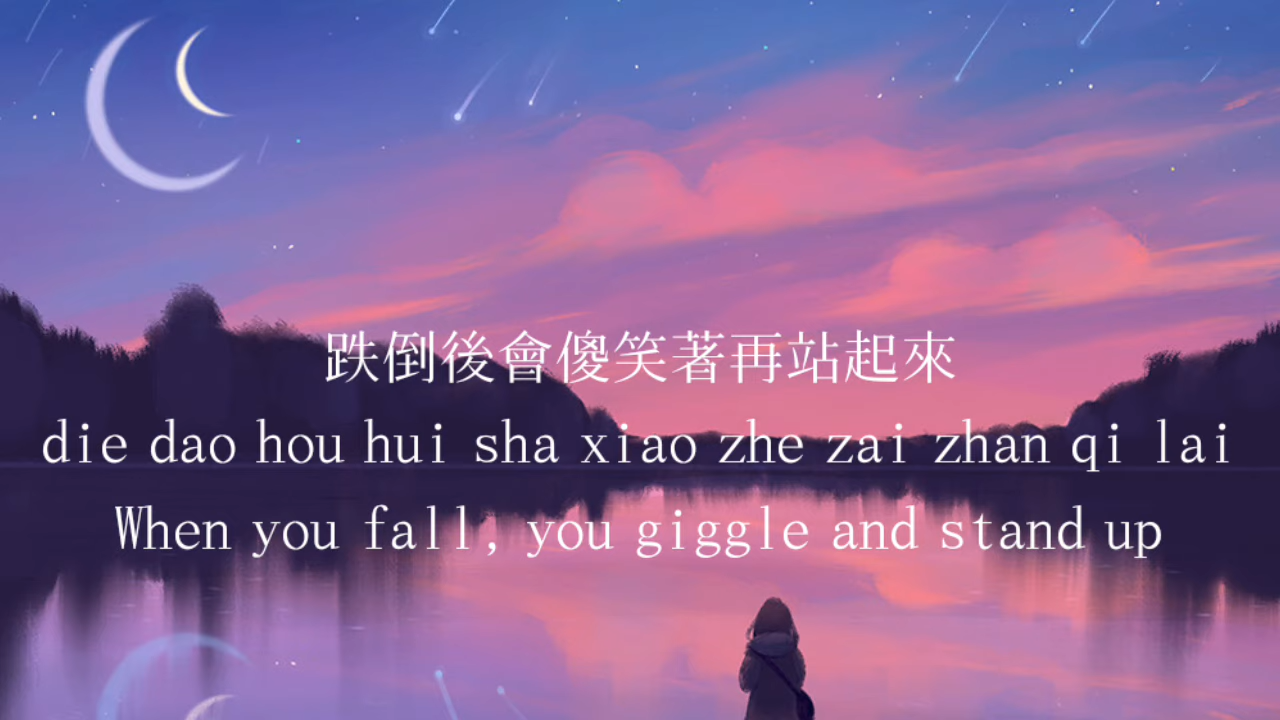 跌倒後會傻笑著再站起來
die dao hou hui sha xiao zhe zai zhan qi lai
When you fall, you giggle and stand up